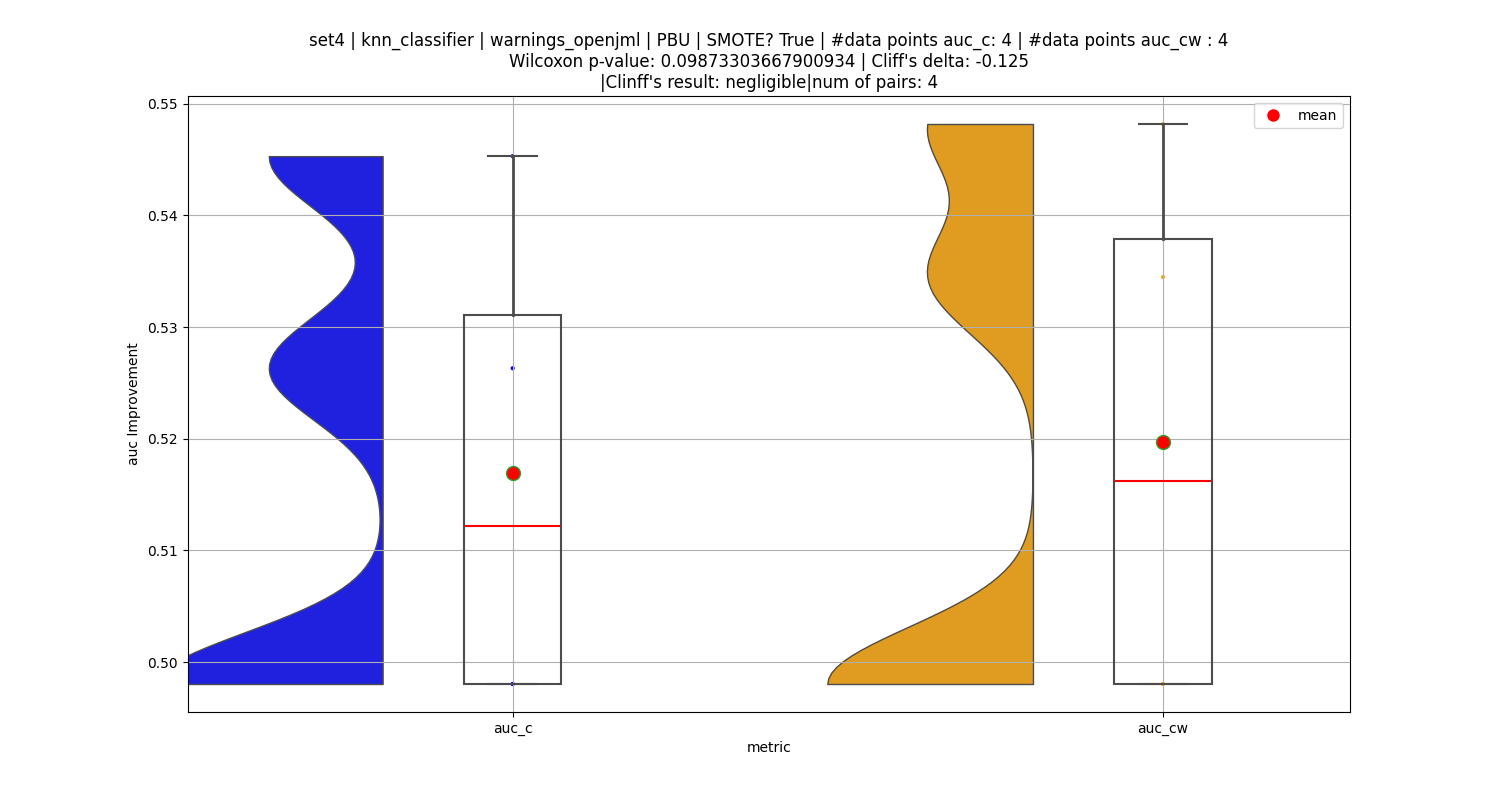 set4 | knn_classifier | warnings_openjml | PBU | SMOTE? True | #data points auc_c: 4 | #data points auc_cw : 4
Wilcoxon p-value: 0.09873303667900934 | Cliff's delta: -0.125
|Clinff's result: negligible|num of pairs: 4
mean
0.55
0.54
0.53
0.52
0.51
0.50
auc Improvement
auc_c
auc_cw
metric